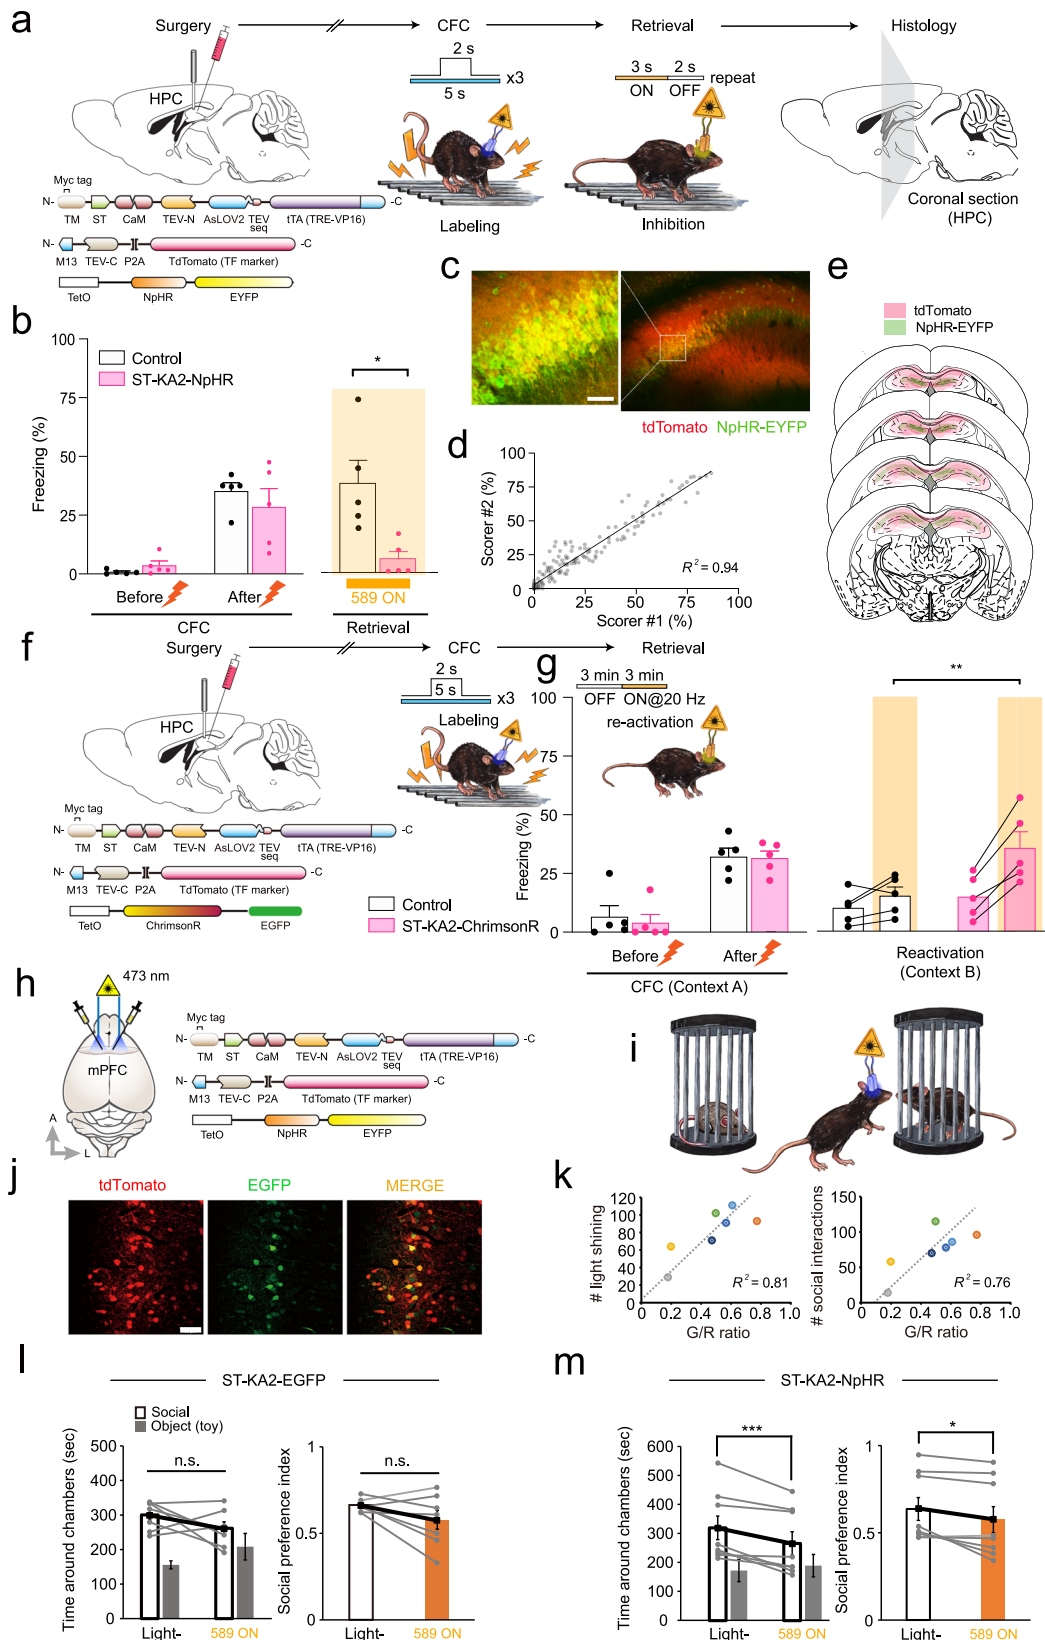 a
Surgery
CFC
Retrieval
Histology
2 s
x3
5 s
3 s
2 s
repeat
ON
OFF
HPC
Labeling
Inhibition
Coronal section
(HPC)
Myc tag
N-
-C
TM
ST
CaM
TEV-N
AsLOV2
TEV
seq
tTA (TRE-VP16)
N-
-C
M13
TEV-C
P2A
TdTomato (TF marker)
TetO
NpHR
EYFP
b
Freezing (%)
100
75
50
25
0
Control
ST-KA2-NpHR
*
Before
After
589 ON
CFC
Retrieval
c
tdTomato NpHR-EYFP
d
Scorer #2 (%)
100
75
50
25
0
R² = 0,94
0
25
50
75
100
Scorer #1 (%)
e
tdTomato
NpHR-EYFP
f
Surgery
CFC
Retrieval
2 s
5 s
x3
Labeling
HPC
Myc tag
N-
-C
TM
ST
CaM
TEV-N
AsLOV2
TEV
seq
tTA (TRE-VP16)
N-
-C
M13
TEV-C
P2A
TdTomato (TF marker)
TetO
ChrimsonR
EGFP
Control
ST-KA2-ChrimsonR
g
3 min
3 min
OFF
ON@20 Hz
re-activation
Freezing (%)
100
75
50
25
0
**
Before
After
CFC (Context A)
Reactivation
(Context B)
h
473 nm
mPFC
A
L
Myc tag
N-
-C
TM
ST
CaM
TEV-N
AsLOV2
TEV
seq
tTA (TRE-VP16)
N-
-C
M13
TEV-C
P2A
TdTomato (TF marker)
TetO
NpHR
EYFP
i
j
tdTomato
EGFP
MERGE
k
# light shining
120
100
80
60
40
20
0
R² = 0.81
0
0.2
0.4
0.6
0.8
1.0
G/R ratio
# social interactions
150
100
50
0
R² = 0.76
0
0.2
0.4
0.6
0.8
1.0
G/R ratio
l
ST-KA2-EGFP
Social
Object (toy)
Time around chambers (sec)
500
400
300
200
100
0
n.s.
Light-
589 ON
Social preference index
1
0.5
0
n.s.
Light-
589 ON
m
ST-KA2-NpHR
Time around chambers (sec)
600
500
400
300
200
100
0
***
Light-
589 ON
Social preference index
1
0.5
0
*
Light-
589 ON